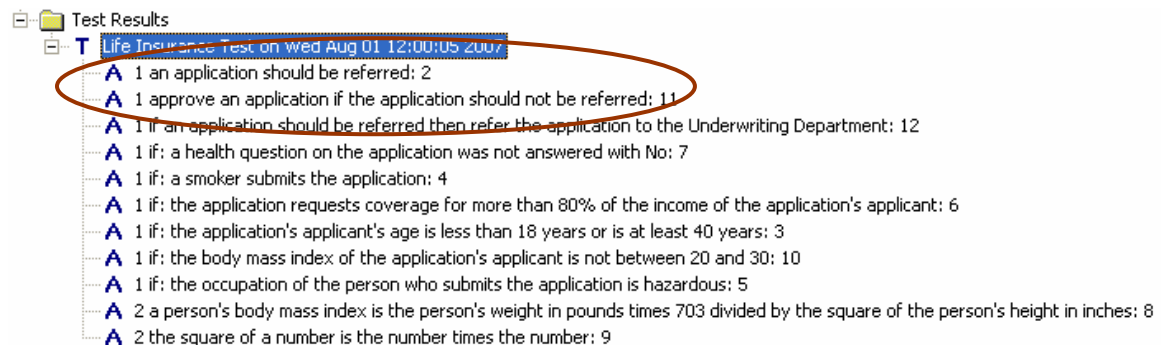 Test Results
T Life Insurance Test on Wed Aug 01 12:00:05 2007
A 1 an application should be referred: 2
A 1 approve an application if the application should not be referred: 11
A 1 if an application should be referred then refer the application to the Underwriting Department: 12
A 1 if: a health question on the application was not answered with No: 7
A 1 if: a smoker submits the application: 4
A 1 if: the application requests coverage for more than 80% of the income of the application's applicant: 6
A 1 if: the application's applicant's age is less than 18 years or is at least 40 years: 3
A 1 if: the body mass index of the application's applicant is not between 20 and 30: 10
A 1 if: the occupation of the person who submits the application is hazardous: 5
A 2 a person's body mass index is the person's weight in pounds times 703 divided by the square of the person's height in inches: 8
A 2 the square of a number is the number times the number: 9